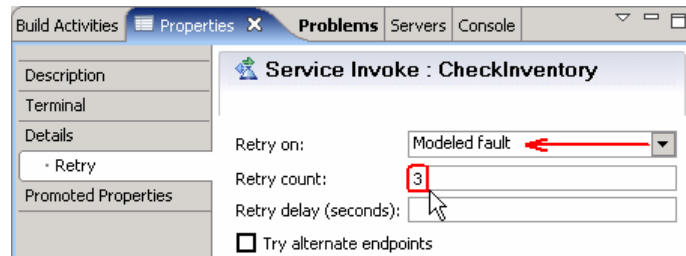 Build Activities Properties Problems Servers Console
Service Invoke : CheckInventory
Description
Terminal
Details
· Retry
Promoted Properties
Retry on: Modeled fault
Retry count: 3
Retry delay (seconds):
Try alternate endpoints